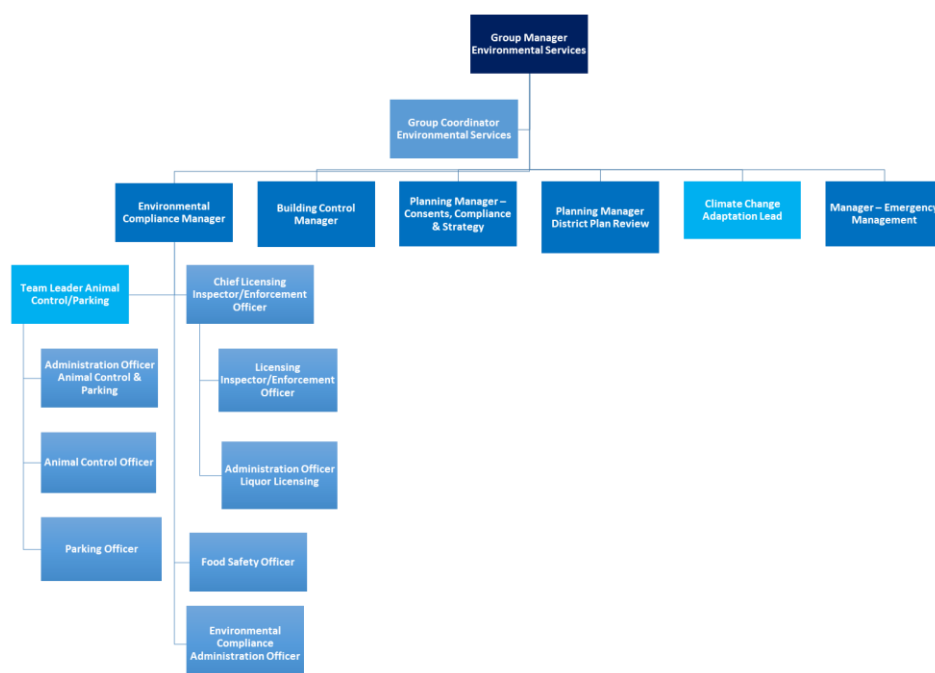 Group Manager
Environmental Services
Group Coordinator
Environmental Services
Environmental
Compliance Manager
Building Control
Manager
Planning Manager –
Consents, Compliance
& Strategy
Planning Manager
District Plan Review
Climate Change
Adaptation Lead
Manager – Emergency
Management
Team Leader Animal
Control/Parking
Chief Licensing
Inspector/Enforcement
Officer
Administration Officer
Animal Control &
Parking
Licensing
Inspector/Enforcement
Officer
Animal Control Officer
Administration Officer
Liquor Licensing
Parking Officer
Food Safety Officer
Environmental
Compliance
Administration Officer